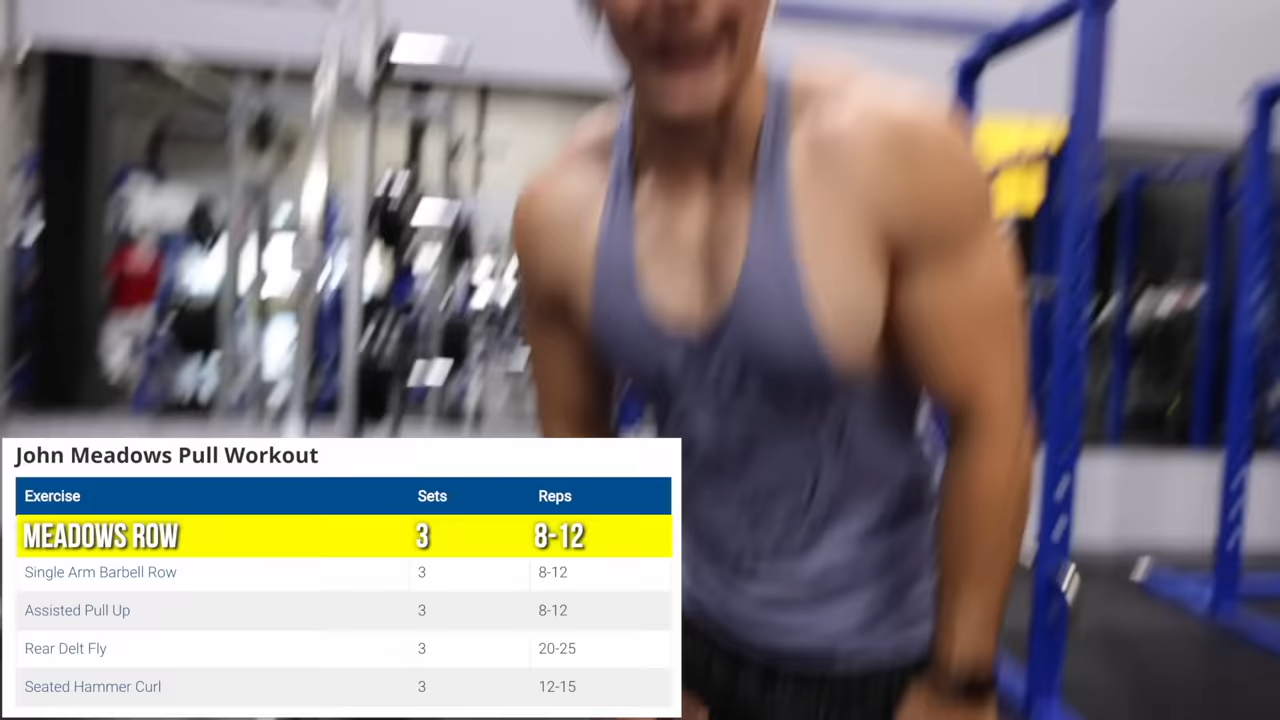 John Meadows Pull Workout
Exercise Sets Reps
MEADOWS ROW 3 8-12
Single Arm Barbell Row 3 8-12
Assisted Pull Up 3 8-12
Rear Delt Fly 3 20-25
Seated Hammer Curl 3 12-15